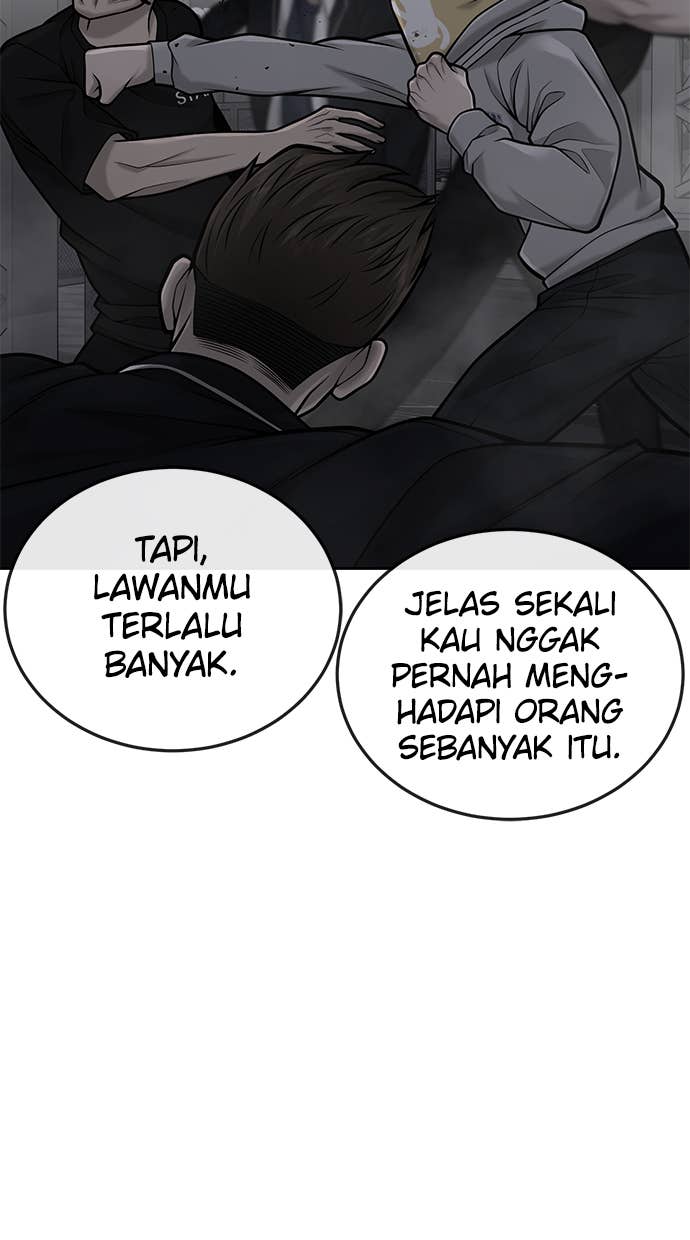 TAPI,
LAWANMU
TERLALU
BANYAK.
JELAS SEKALI
KAU NGGAK
PERNAH MENG-
HADAPI ORANG
SEBANYAK ITU.